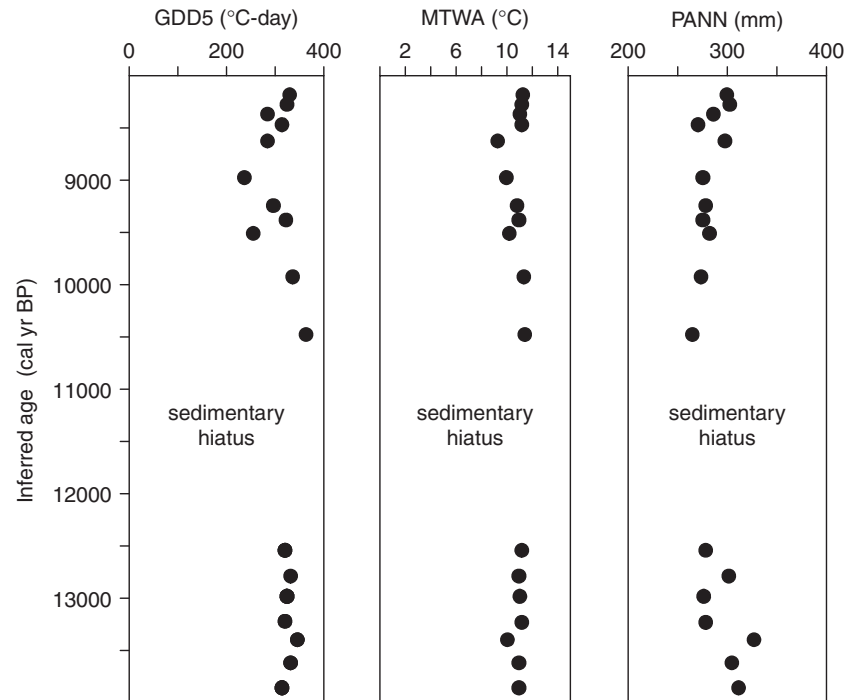 GDD5 (°C-day) MTWA (°C) PANN (mm)
0 200 400 2 6 10 14 200 300 400
9000
10000
11000
12000
13000
Inferred age (cal yr BP)
sedimentary
hiatus
sedimentary
hiatus
sedimentary
hiatus